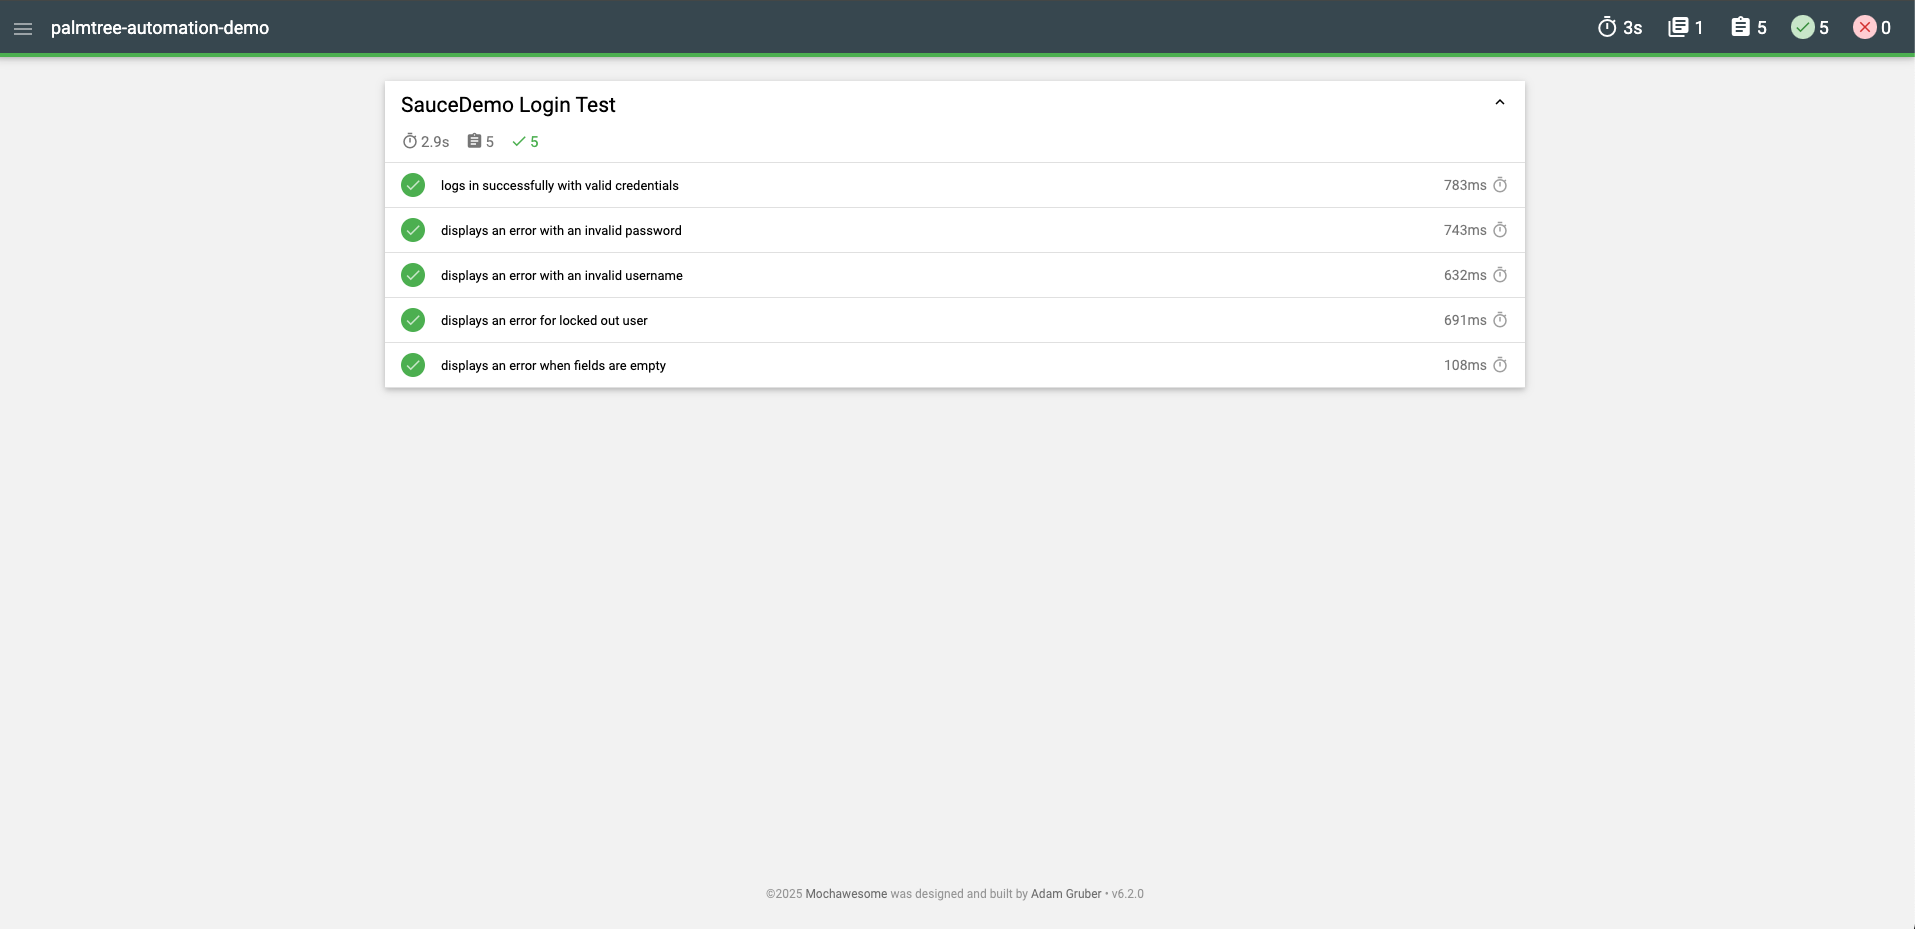 palmtree-automation-demo 3s 1 5 5 0
SauceDemo Login Test
2.9s 5 5
logs in successfully with valid credentials 783ms
displays an error with an invalid password 743ms
displays an error with an invalid username 632ms
displays an error for locked out user 691ms
displays an error when fields are empty 108ms
©2025 Mochawesome was designed and built by Adam Gruber • v6.2.0